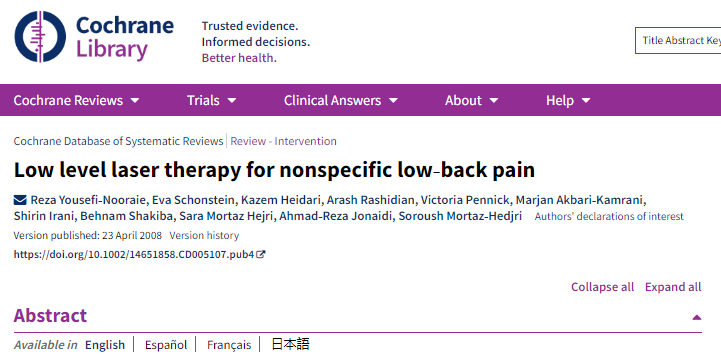 Cochrane
Library
Trusted evidence.
Informed decisions.
Better health.
Title Abstract Key
Cochrane Reviews
Trials
Clinical Answers
About
Help
Cochrane Database of Systematic Reviews | Review - Intervention
Low level laser therapy for nonspecific low‐back pain
Reza Yousefi‐Nooraie, Eva Schonstein, Kazem Heidari, Arash Rashidian, Victoria Pennick, Marjan Akbari‐Kamrani,
Shirin Irani, Behnam Shakiba, Sara Mortaz Hejri, Ahmad‐Reza Jonaidi, Soroush Mortaz‐Hedjri Authors' declarations of interest
Version published: 23 April 2008 Version history
https://doi.org/10.1002/14651858.CD005107.pub4
Collapse all Expand all
Abstract
Available in English | Español | Français | 日本語